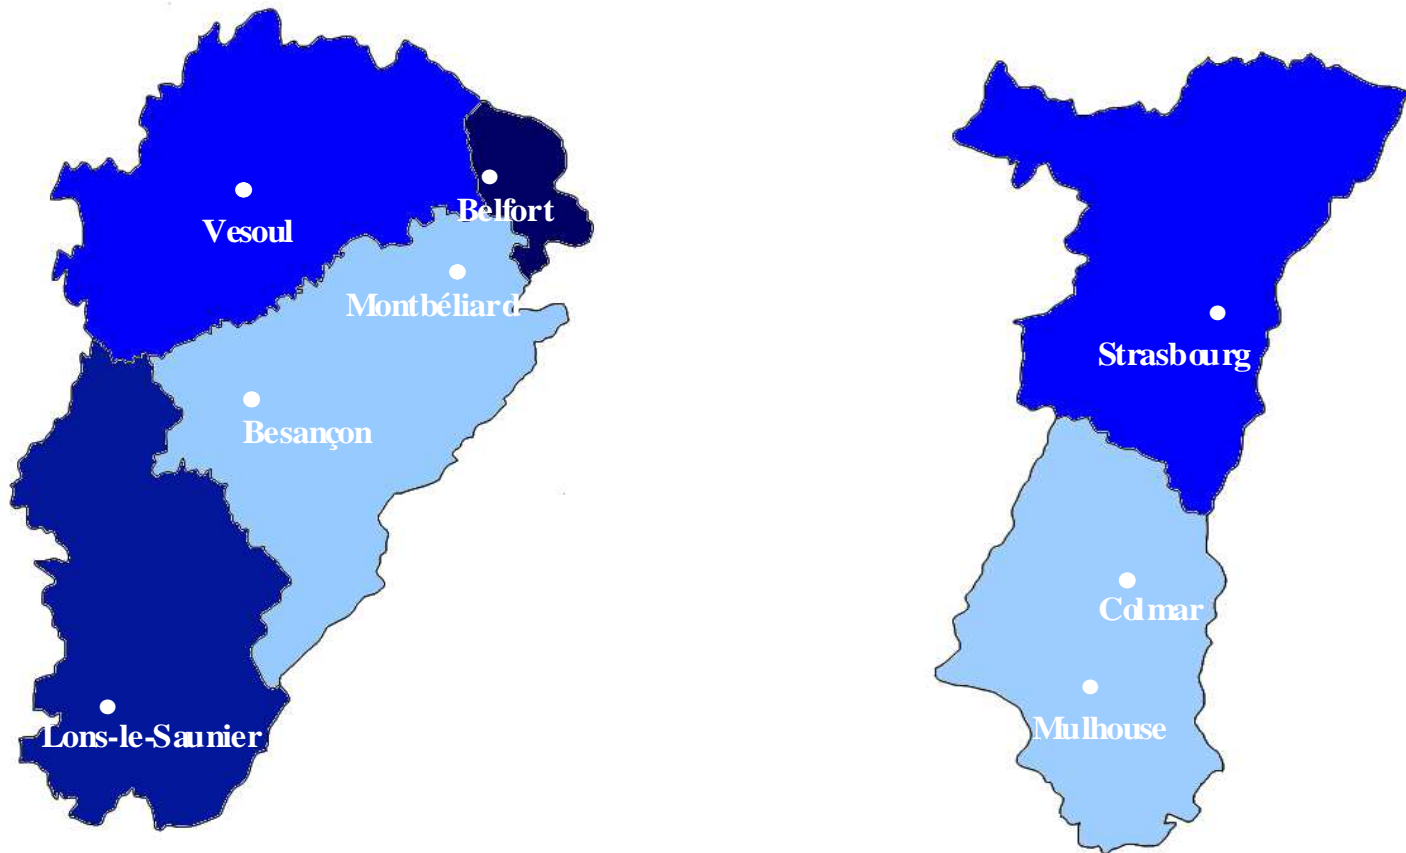 Belfort
Vesoul
Montbéliard
Strasbourg
Besançon
Colmar
Mulhouse
Lons-le-Saunier